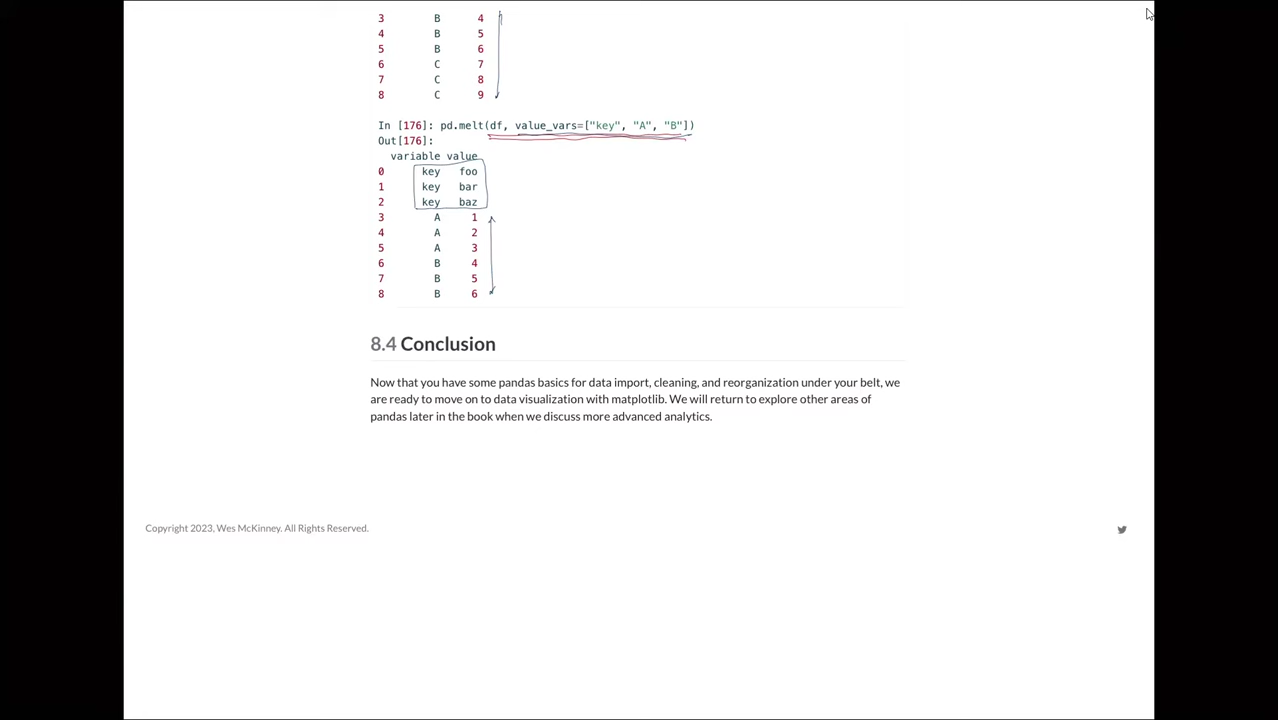 3 B 4
4 B 5
5 B 6
6 C 7
7 C 8
8 C 9
In [176]: pd.melt(df, value_vars=["key", "A", "B"])
Out[176]:
variable value
0 key foo
1 key bar
2 key baz
3 A 1
4 A 2
5 A 3
6 B 4
7 B 5
8 B 6
8.4 Conclusion
Now that you have some pandas basics for data import, cleaning, and reorganization under your belt, we
are ready to move on to data visualization with matplotlib. We will return to explore other areas of
pandas later in the book when we discuss more advanced analytics.
Copyright 2023, Wes McKinney. All Rights Reserved.